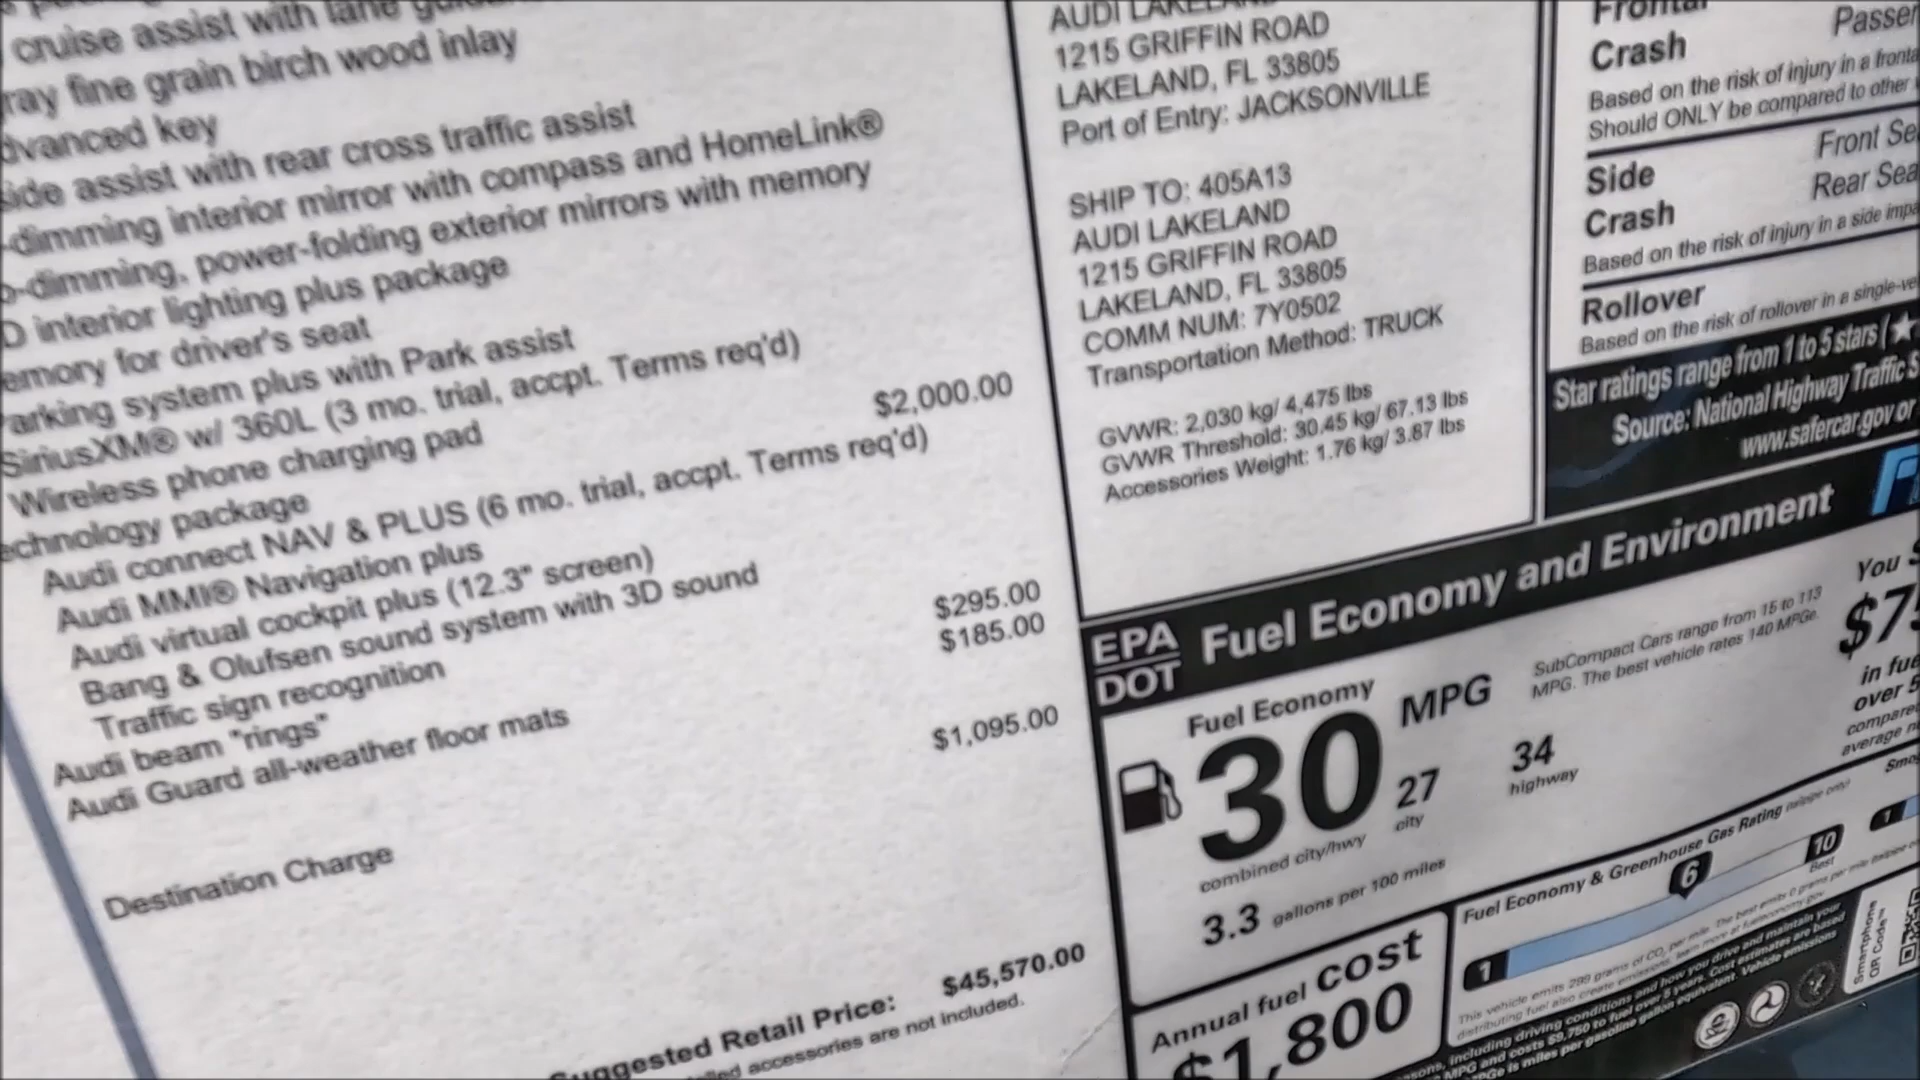 cruise assist with lane
fine grain birch wood inlay
key
assist with rear cross traffic assist
-dimming interior mirror with compass and HomeLink®
-dimming, power-folding exterior mirrors with memory
interior lighting plus package
for driver's seat
system plus with Park assist
SiriusXM® w/ 360L (3 mo. trial, accpt. Terms req'd)
Wireless phone charging pad
package $2,000.00
Audi connect NAV & PLUS (6 mo. trial, accpt. Terms req'd)
Audi MMI® Navigation plus
Audi virtual cockpit plus (12.3" screen)
Bang & Olufsen sound system with 3D sound
Traffic sign recognition
Audi beam "rings" $295.00
Audi Guard all-weather floor mats $185.00
Destination Charge $1,095.00
Suggested Retail Price: $45,570.00
accessories are not included.
AUDI
1215 GRIFFIN ROAD
LAKELAND, FL 33805
Port of Entry: JACKSONVILLE
SHIP TO: 405A13
AUDI LAKELAND
1215 GRIFFIN ROAD
LAKELAND, FL 33805
COMM NUM: 7Y0502
Transportation Method: TRUCK
GVWR: 2,030 kg/ 4,475 lbs
GVWR Threshold: 30.45 kg/ 67.13 lbs
Accessories Weight: 1.76 kg/ 3.87 lbs
Frontal
Crash
Based on the risk of injury in a
Should ONLY be compared to other
Side Front
Crash Rear
Based on the risk of injury in a side
Rollover
Based on the risk of rollover in a
Star ratings range from 1 to 5 stars (★
Source: National Highway Traffic
www.safercar.gov or
EPA
DOT
Fuel Economy and Environment
Fuel Economy
30 MPG
combined city/hwy
27
city
34
highway
3.3 gallons per 100 miles
SubCompact Cars range from 15 to 113
MPG. The best vehicle rates 140 MPGe.
You
in
over
Annual fuel cost
$1,800
Fuel Economy & Greenhouse Gas Rating (tailpipe only)
1
6
10
Best
1
Smartphone
QR Code™